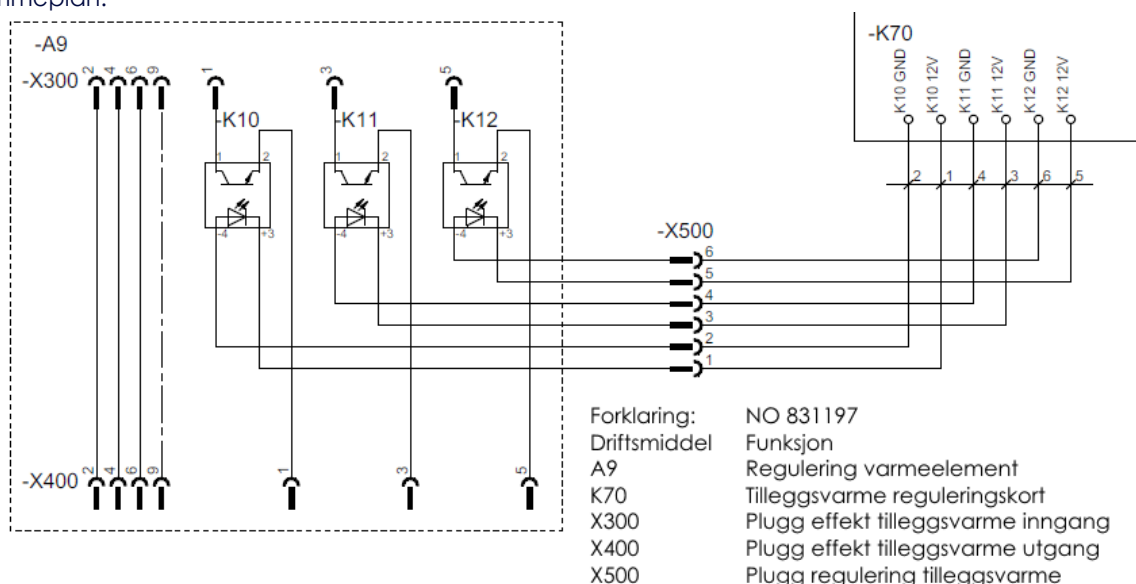 -A9
-X300
2
4
6
9
1
3
5
-K10
-K11
-K12
1 2
1 2
1 2
-4 +3
-4 +3
-4 +3
-K70
K10 GND
K10 12V
K11 GND
K11 12V
K12 GND
K12 12V
2 1 4 3 6 5
-X500
6
5
4
3
2
1
-X400
2
4
6
9
1
3
5
Forklaring: NO 831197
Driftsmiddel Funksjon
A9 Regulering varmeelement
K70 Tilleggsvarme reguleringskort
X300 Plugg effekt tilleggsvarme inngang
X400 Plugg effekt tilleggsvarme utgang
X500 Plugg regulering tilleggsvarme